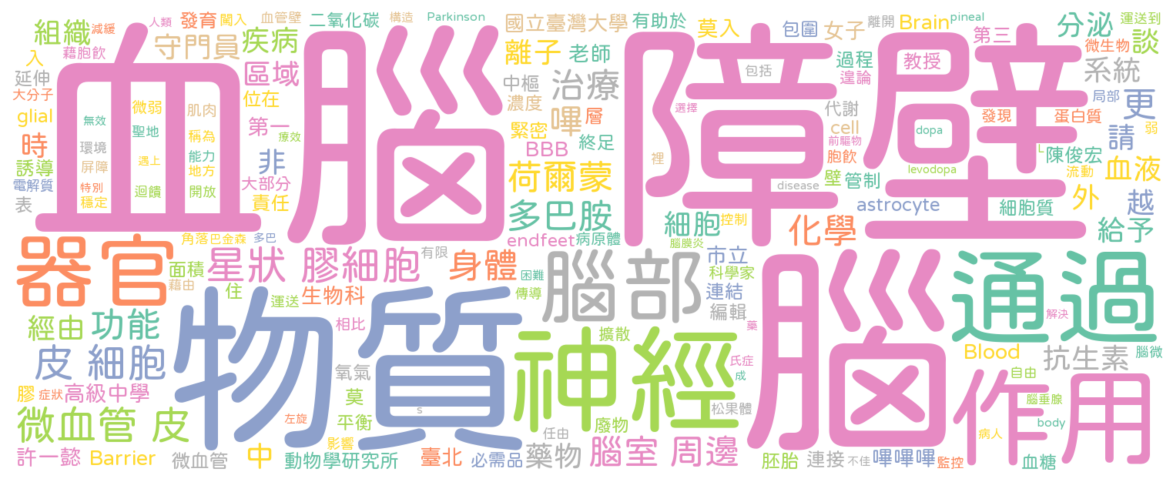 組織 入 藉胞飲 減緩 人類 發育 闖入 血管壁 二氧化碳 構造 Parkinson 國立臺灣大學 有助於 莫入 包圍 女子 Brain 離開 pineal 分泌 運送到 談
延伸 守門員 疾病 離子 老師 第三 過程 遑論 教授 微生物 系統
大分子 區域 中樞 治療 包括 局部
glial 無效 微弱 肌肉 位在 濃度 嗶 層 選擇 代謝 發現 蛋白質 更
時 環境 聖地 稱為 第一 療效 緊密 終足 前驅物 cell dopa 請 弱
誘導 屏障 遇上 能力 地方 非 BBB 裡 胞飲 L 陳俊宏
電解質 特別 迴饋 開放 大部分 荷爾蒙 壁 管制 levodopa 流動 血液
表 穩定 責任 多巴胺 細胞 disease astrocyte 細胞質 外 越
血 腦 障壁
角落 巴金森 多巴 endfeet 病原體 控制 腦膜炎 市立 化學 給予
器官 面積 星狀 膠細胞 有限 身體 困難 腦部 科學家 通過
藉由 住 運送 生物科 傳導 連結 編輯
經由 功能 相比 物質 神經 擴散 藥 腦 解決
皮 細胞 氧氣 氏症 Blood 抗生素
膠 症狀 高級中學 莫 s 成 自由 腦微
微血管 皮 左旋 平衡 任由 廢物 松果體 作用 腦垂腺
許一懿 Barrier 微血管 中 影響 動物學研究所 臺北 必需品 藥物 腦室 周邊 胚胎 連接 不佳 嗶嗶嗶 監控 病人 body 血糖